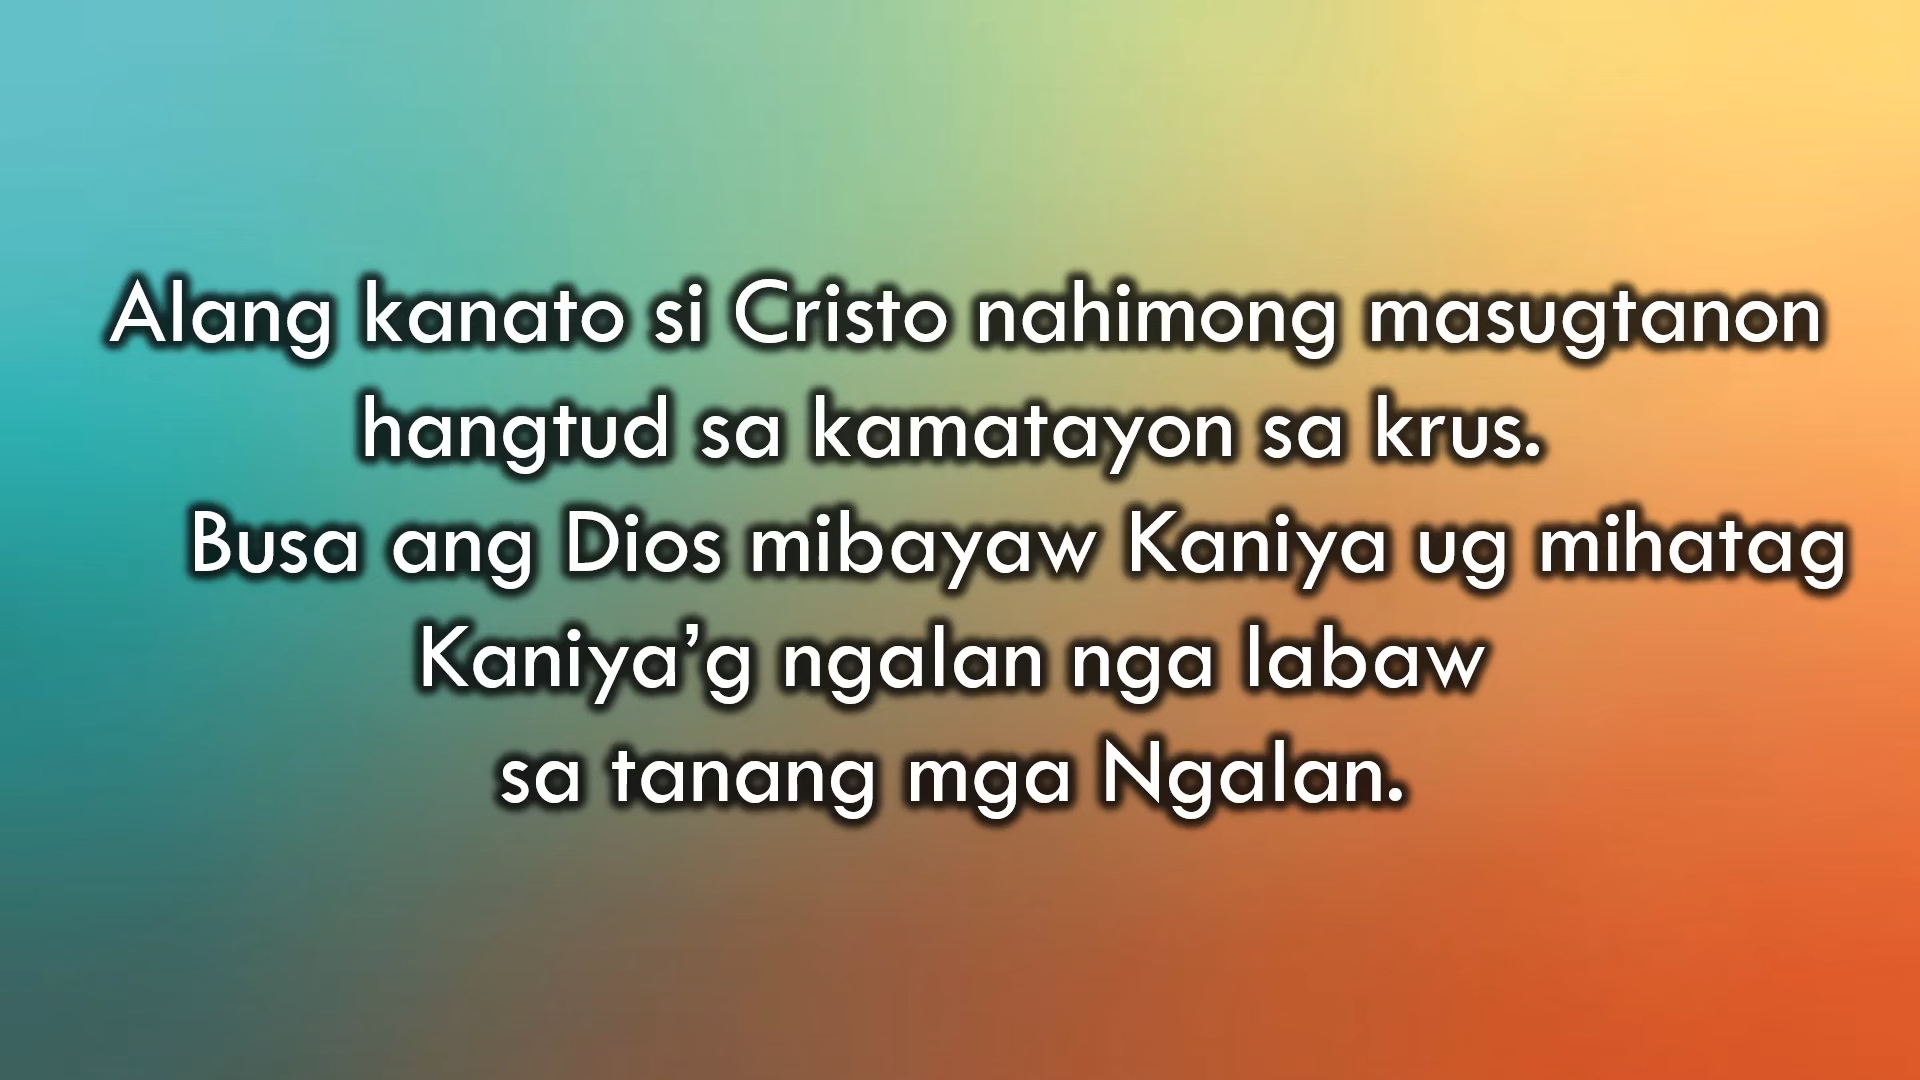 Alang kanato si Cristo nahimong masugtanon
hangtud sa kamatayon sa krus.
Busa ang Dios mibayaw Kaniya ug mihatag
Kaniya’g ngalan nga labaw
sa tanang mga Ngalan.